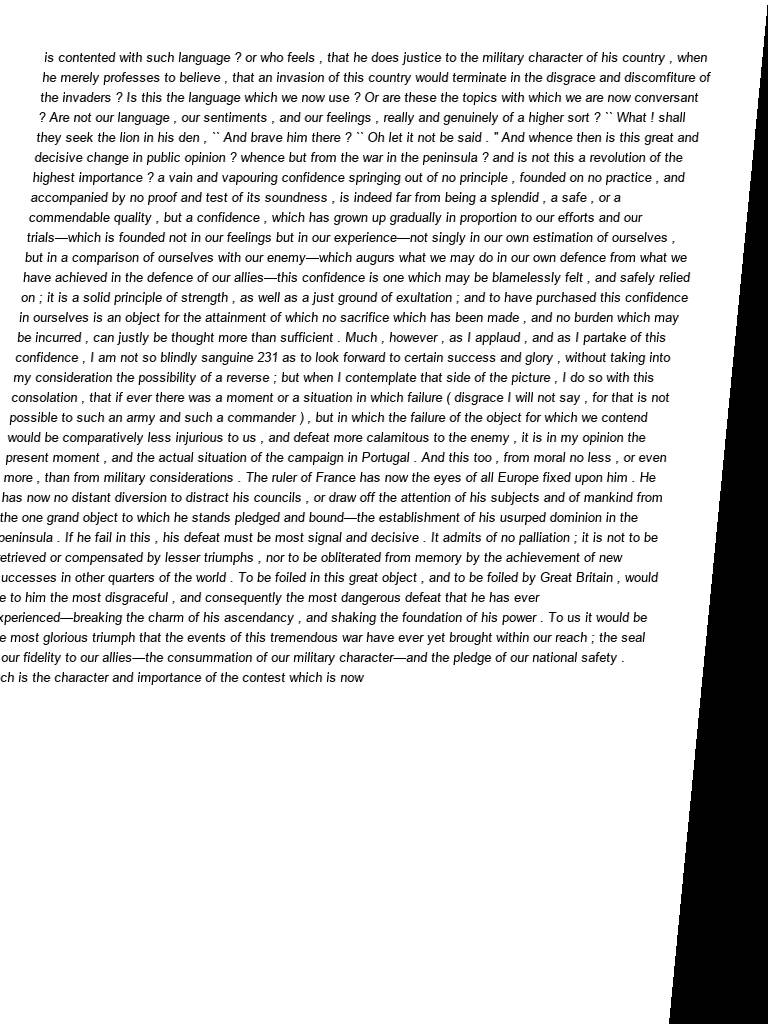 is contented with such language ? or who feels , that he does justice to the military character of his country , when
he merely professes to believe , that an invasion of this country would terminate in the disgrace and discomfiture of
the invaders ? Is this the language which we now use ? Or are these the topics with which we are now conversant
? Are not our language , our sentiments , and our feelings , really and genuinely of a higher sort ? `` What ! shall
they seek the lion in his den , `` And brave him there ? `` Oh let it not be said . " And whence then is this great and
decisive change in public opinion ? whence but from the war in the peninsula ? and is not this a revolution of the
highest importance ? a vain and vapouring confidence springing out of no principle , founded on no practice , and
accompanied by no proof and test of its soundness , is indeed far from being a splendid , a safe , or a
commendable quality , but a confidence , which has grown up gradually in proportion to our efforts and our
trials—which is founded not in our feelings but in our experience—not singly in our own estimation of ourselves ,
but in a comparison of ourselves with our enemy—which augurs what we may do in our own defence from what we
have achieved in the defence of our allies—this confidence is one which may be blamelessly felt , and safely relied
on ; it is a solid principle of strength , as well as a just ground of exultation ; and to have purchased this confidence
in ourselves is an object for the attainment of which no sacrifice which has been made , and no burden which may
be incurred , can justly be thought more than sufficient . Much , however , as I applaud , and as I partake of this
confidence , I am not so blindly sanguine 231 as to look forward to certain success and glory , without taking into
my consideration the possibility of a reverse ; but when I contemplate that side of the picture , I do so with this
consolation , that if ever there was a moment or a situation in which failure ( disgrace I will not say , for that is not
possible to such an army and such a commander ) , but in which the failure of the object for which we contend
would be comparatively less injurious to us , and defeat more calamitous to the enemy , it is in my opinion the
present moment , and the actual situation of the campaign in Portugal . And this too , from moral no less , or even
more , than from military considerations . The ruler of France has now the eyes of all Europe fixed upon him . He
has now no distant diversion to distract his councils , or draw off the attention of his subjects and of mankind from
the one grand object to which he stands pledged and bound—the establishment of his usurped dominion in the
peninsula . If he fail in this , his defeat must be most signal and decisive . It admits of no palliation ; it is not to be
etrieved or compensated by lesser triumphs , nor to be obliterated from memory by the achievement of new
uccesses in other quarters of the world . To be foiled in this great object , and to be foiled by Great Britain , would
e to him the most disgraceful , and consequently the most dangerous defeat that he has ever
xperienced—breaking the charm of his ascendancy , and shaking the foundation of his power . To us it would be
e most glorious triumph that the events of this tremendous war have ever yet brought within our reach ; the seal
our fidelity to our allies—the consummation of our military character—and the pledge of our national safety .
ch is the character and importance of the contest which is now